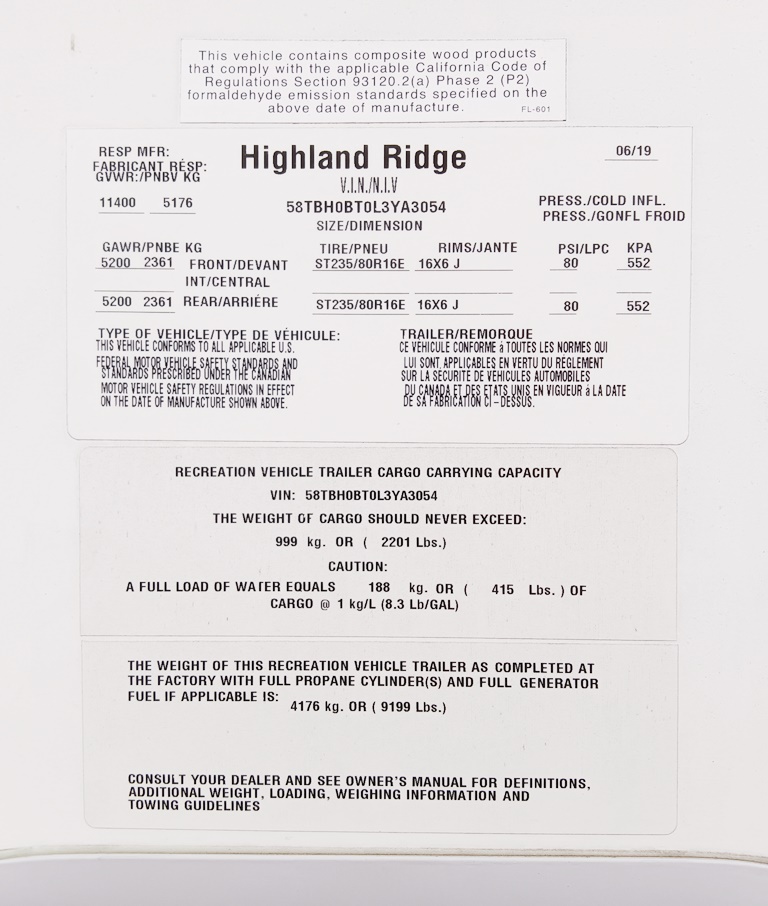 This vehicle contains composite wood products
that comply with the applicable California Code of
Regulations Section 93120.2(a) Phase 2 (P2)
formaldehyde emission standards specified on the
above date of manufacture. FL-601
RESP MFR: Highland Ridge 06/19
FABRICANT RÉSP:
GVWR:/PNBV KG V.I.N./N.I.V
11400 5176 58TBH0BT0L3YA3054 PRESS./COLD INFL.
SIZE/DIMENSION PRESS./GONFL FROID
GAWR/PNBE KG TIRE/PNEU RIMS/JANTE PSI/LPC KPA
5200 2361 FRONT/DEVANT ST235/80R16E 16X6 J 80 552
INT/CENTRAL
5200 2361 REAR/ARRIÉRE ST235/80R16E 16X6 J 80 552
TYPE OF VEHICLE/TYPE DE VÉHICULE: TRAILER/REMORQUE
THIS VEHICLE CONFORMS TO ALL APPLICABLE U.S.
FEDERAL MOTOR VEHICLE SAFETY STANDARDS AND
STANDARDS PRESCRIBED UNDER THE CANADIAN
MOTOR VEHICLE SAFETY REGULATIONS IN EFFECT
ON THE DATE OF MANUFACTURE SHOWN ABOVE.
CE VEHICULE CONFORME á TOUTES LES NORMES QUI
LUI SONT APPLICABLES EN VERTU DU REGLEMENT
SUR LA SECURITE DE VEHICULES AUTOMOBILES
DU CANADA ET DES ETATS UNIS EN VIGUEUR á LA DATE
DE SA FABRICATION CI-DESSUS.
RECREATION VEHICLE TRAILER CARGO CARRYING CAPACITY
VIN: 58TBH0BT0L3YA3054
THE WEIGHT OF CARGO SHOULD NEVER EXCEED:
999 kg. OR ( 2201 Lbs.)
CAUTION:
A FULL LOAD OF WATER EQUALS 188 kg. OR ( 415 Lbs. ) OF
CARGO @ 1 kg/L (8.3 Lb/GAL)
THE WEIGHT OF THIS RECREATION VEHICLE TRAILER AS COMPLETED AT
THE FACTORY WITH FULL PROPANE CYLINDER(S) AND FULL GENERATOR
FUEL IF APPLICABLE IS:
4176 kg. OR ( 9199 Lbs.)
CONSULT YOUR DEALER AND SEE OWNER'S MANUAL FOR DEFINITIONS,
ADDITIONAL WEIGHT, LOADING, WEIGHING INFORMATION AND
TOWING GUIDELINES